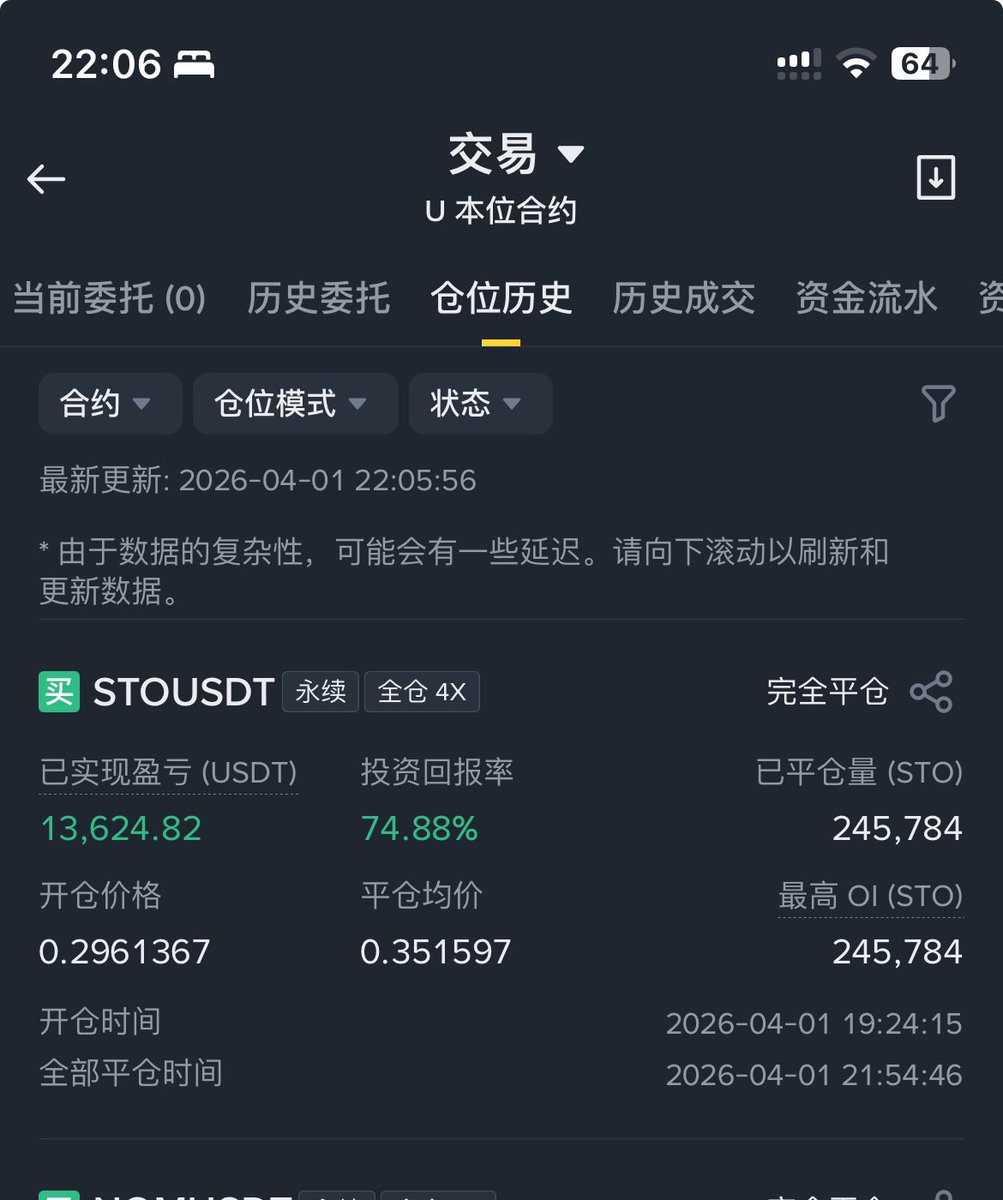 22:06
64
交易
U 本位合约
当前委托 (0) 历史委托 仓位历史 历史成交 资金流水 资
合约 仓位模式 状态
最新更新: 2026-04-01 22:05:56
* 由于数据的复杂性，可能会有一些延迟。请向下滚动以刷新和
更新数据。
买 STOUSDT 永续 全仓 4X 完全平仓
已实现盈亏 (USDT) 投资回报率 已平仓量 (STO)
13,624.82 74.88% 245,784
开仓价格 平仓均价 最高 OI (STO)
0.2961367 0.351597 245,784
开仓时间 2026-04-01 19:24:15
全部平仓时间 2026-04-01 21:54:46